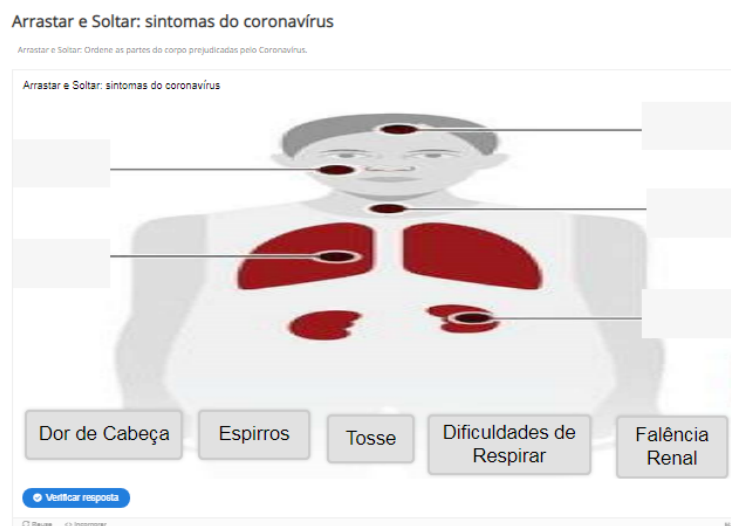 Arrastar e Soltar: sintomas do coronavírus
Arrastar e Soltar: Ordene as partes do corpo prejudicadas pelo Coronavírus.
Arrastar e Soltar: sintomas do coronavírus
Dor de Cabeça
Espirros
Tosse
Dificuldades de
Respirar
Falência
Renal
Verificar resposta